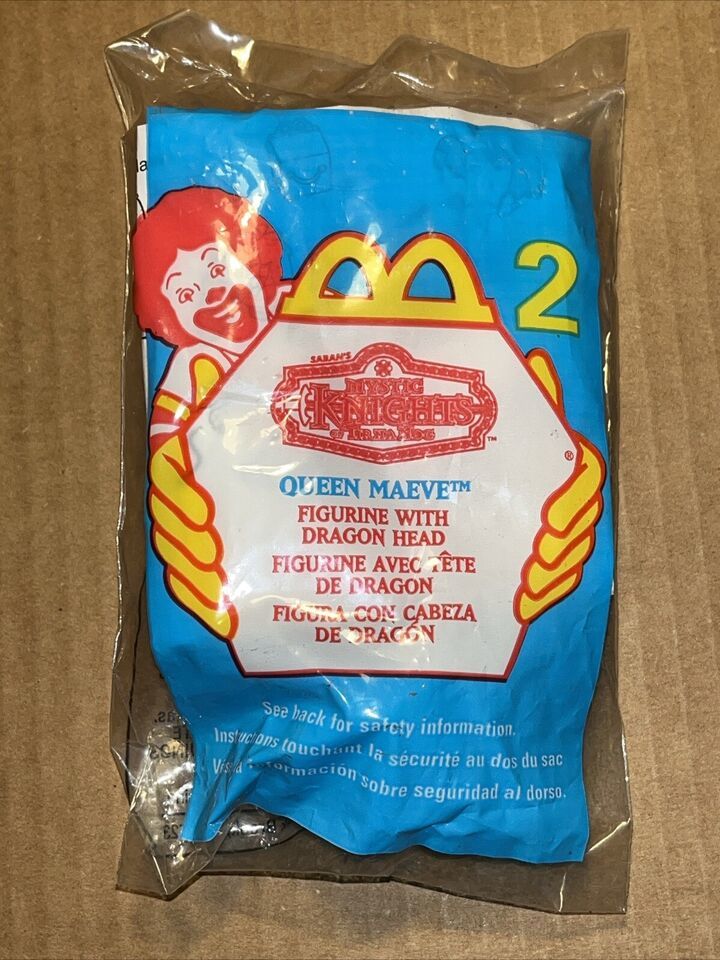 2
SABAN'S
MYSTIC
KNIGHTS
OF TIR NA NOG
™
®
QUEEN MAEVE™
FIGURINE WITH
DRAGON HEAD
FIGURINE AVEC TÊTE
DE DRAGON
FIGURA CON CABEZA
DE DRAGÓN
See back for safety information.
Instructions touchant la sécurité au dos du sac
información sobre seguridad al dorso.